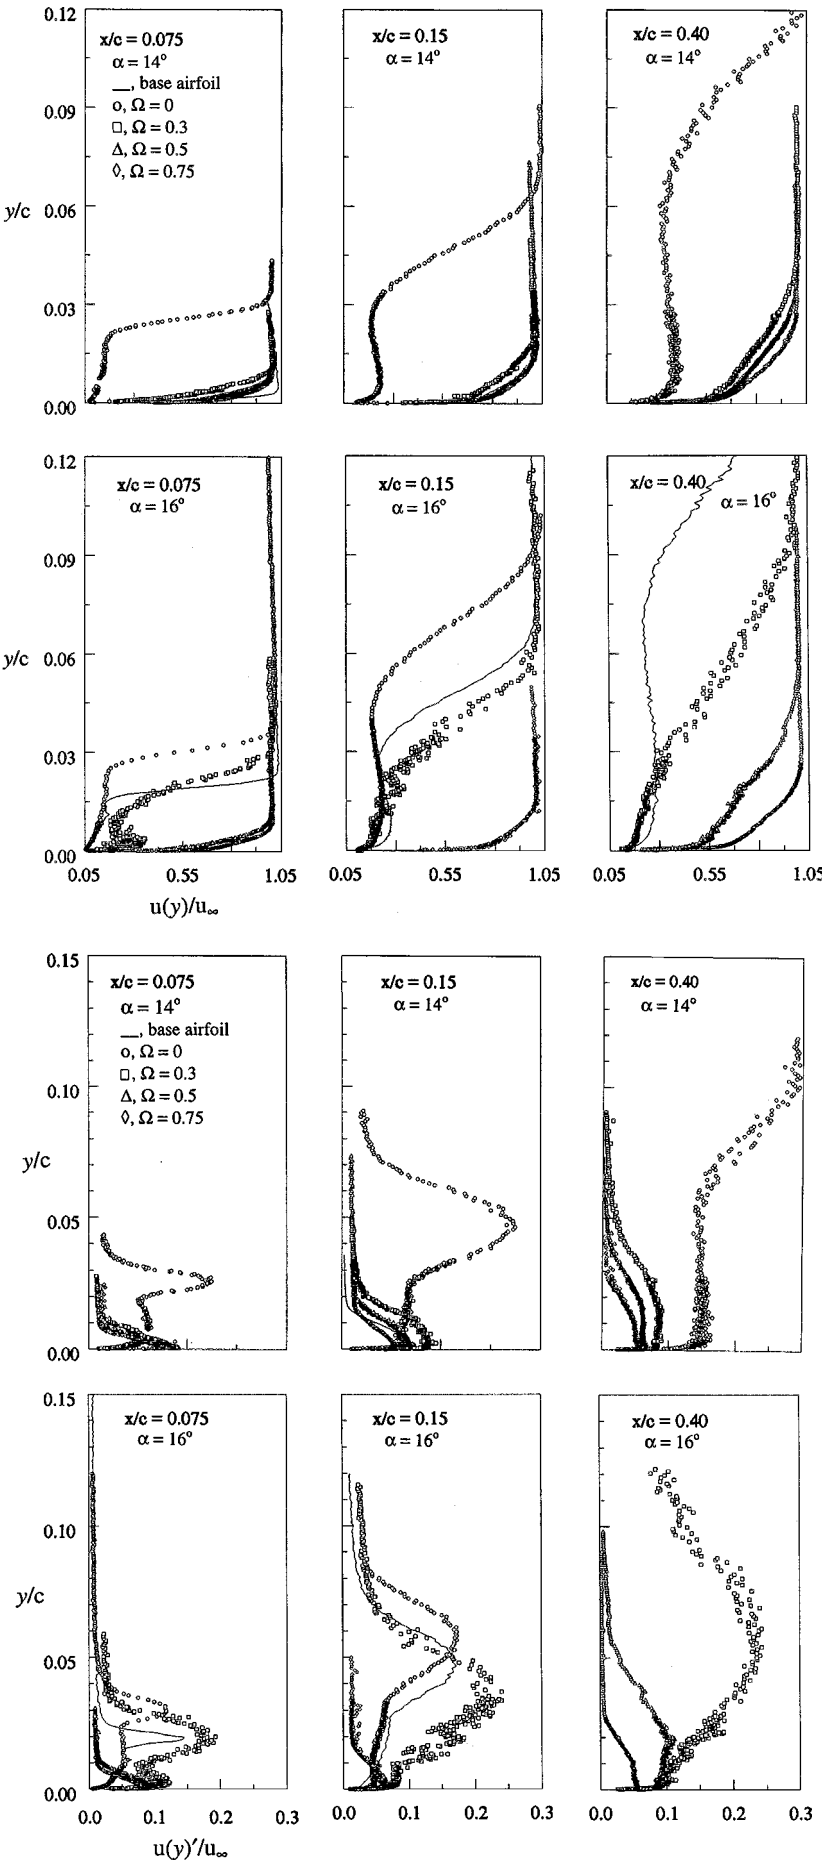 0.12
x/c = 0.075
α = 14°
__, base airfoil
o, Ω = 0
□, Ω = 0.3
Δ, Ω = 0.5
◊, Ω = 0.75
0.09
y/c
0.06
0.03
0.00
x/c = 0.15
α = 14°
x/c = 0.40
α = 14°
0.12
x/c = 0.075
α = 16°
0.09
y/c
0.06
0.03
0.00
0.05 0.55 1.05
u(y)/u∞
x/c = 0.15
α = 16°
0.05 0.55 1.05
x/c = 0.40
α = 16°
0.05 0.55 1.05
0.15
x/c = 0.075
α = 14°
__, base airfoil
o, Ω = 0
□, Ω = 0.3
Δ, Ω = 0.5
◊, Ω = 0.75
0.10
y/c
0.05
0.00
x/c = 0.15
α = 14°
x/c = 0.40
α = 14°
0.15
x/c = 0.075
α = 16°
0.10
y/c
0.05
0.00
0.0 0.1 0.2 0.3
u(y)′/u∞
x/c = 0.15
α = 16°
0.0 0.1 0.2 0.3
x/c = 0.40
α = 16°
0.0 0.1 0.2 0.3